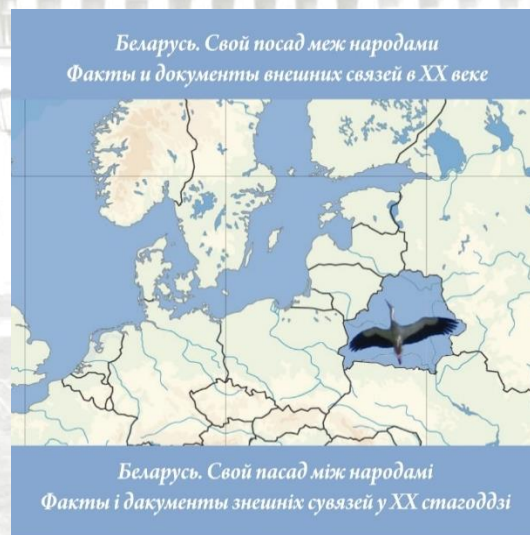 Беларусь. Свой посад меж народами
Факты и документы внешних связей в XX веке
Беларусь. Свой пасад між народамі
Факты і дакументы знешніх сувязей у XX стагоддзі